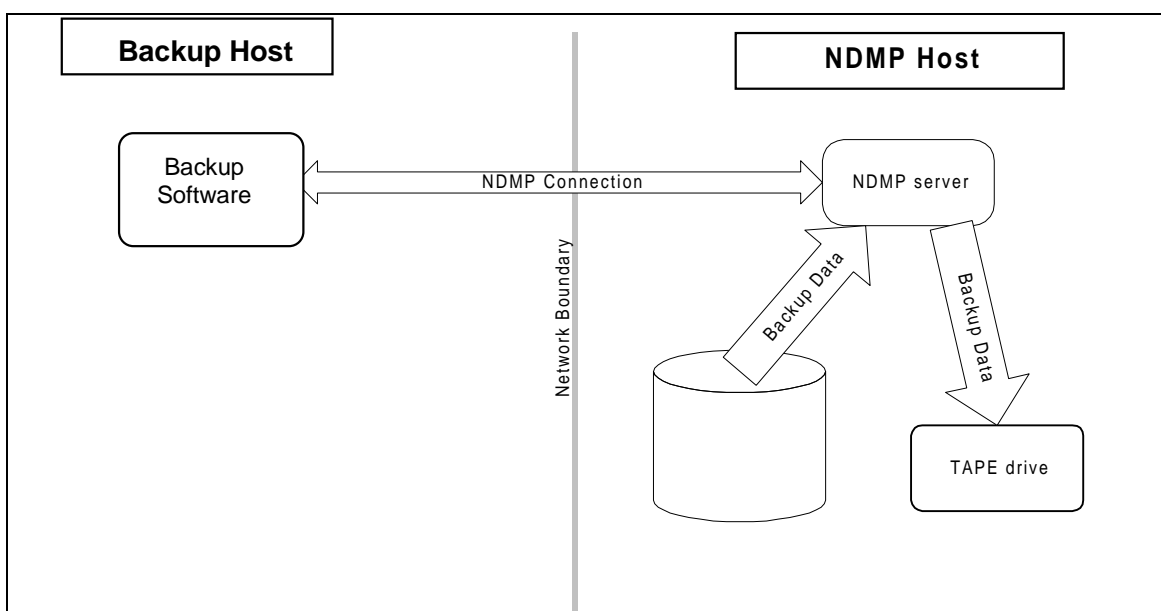 Backup Host
NDMP Host
Backup
Software
NDMP Connection
NDMP server
Network Boundary
Backup Data
Backup Data
TAPE drive